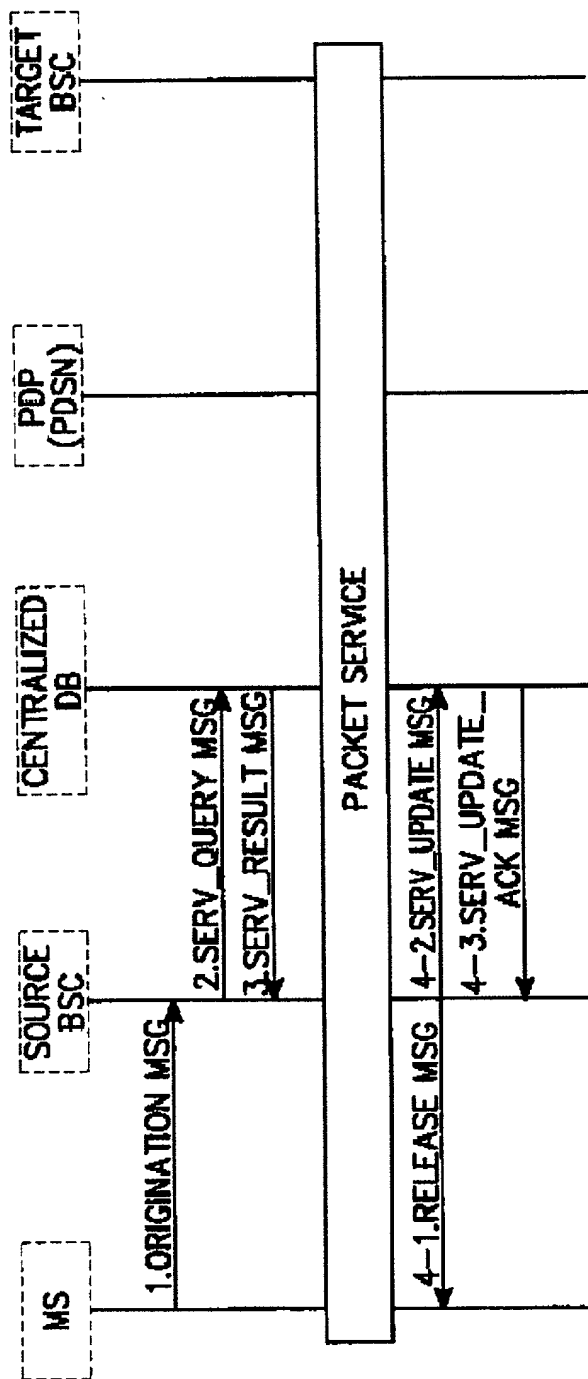 MS
SOURCE
BSC
CENTRALIZED
DB
PDP
(PDSN)
TARGET
BSC
1.ORIGINATION MSG
2.SERV_QUERY MSG
3.SERV_RESULT MSG
PACKET SERVICE
4-1.RELEASE MSG
4-2.SERV_UPDATE MSG
4-3.SERV_UPDATE_
ACK MSG